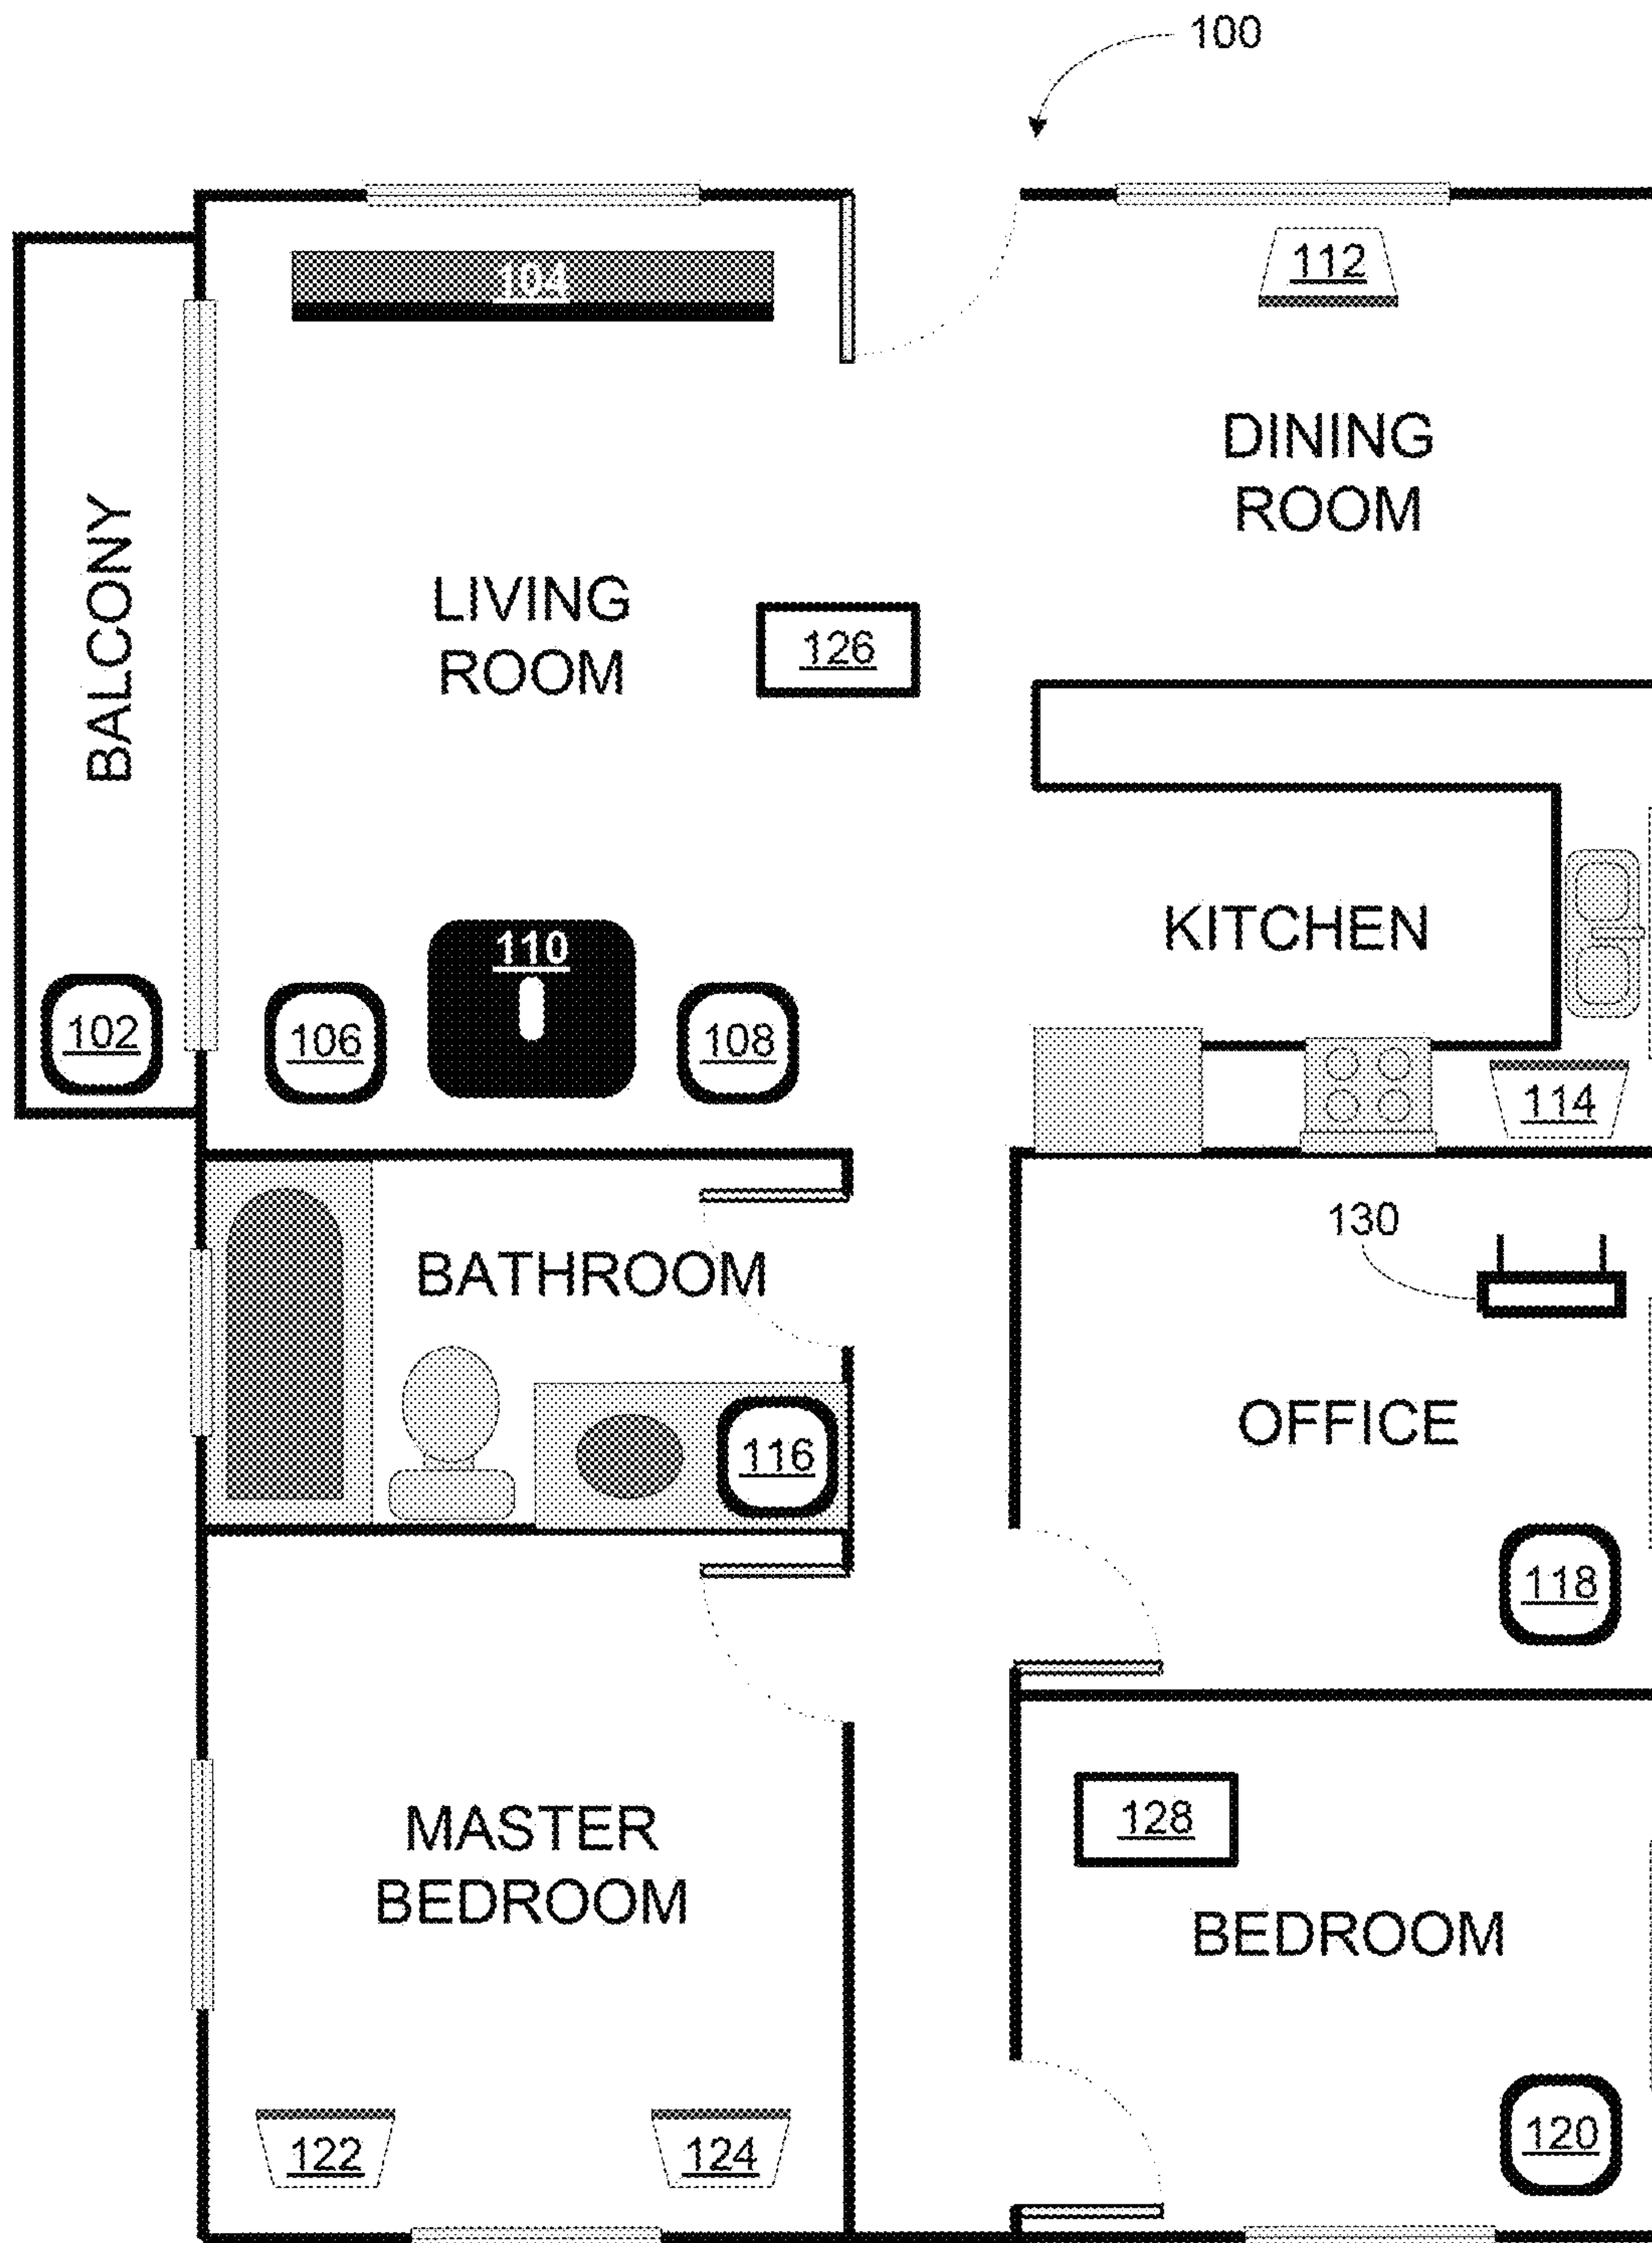 100
104
112
DINING
ROOM
BALCONY
LIVING
ROOM
126
KITCHEN
110
102
106
108
114
130
BATHROOM
OFFICE
116
118
128
MASTER
BEDROOM
BEDROOM
120
122
124